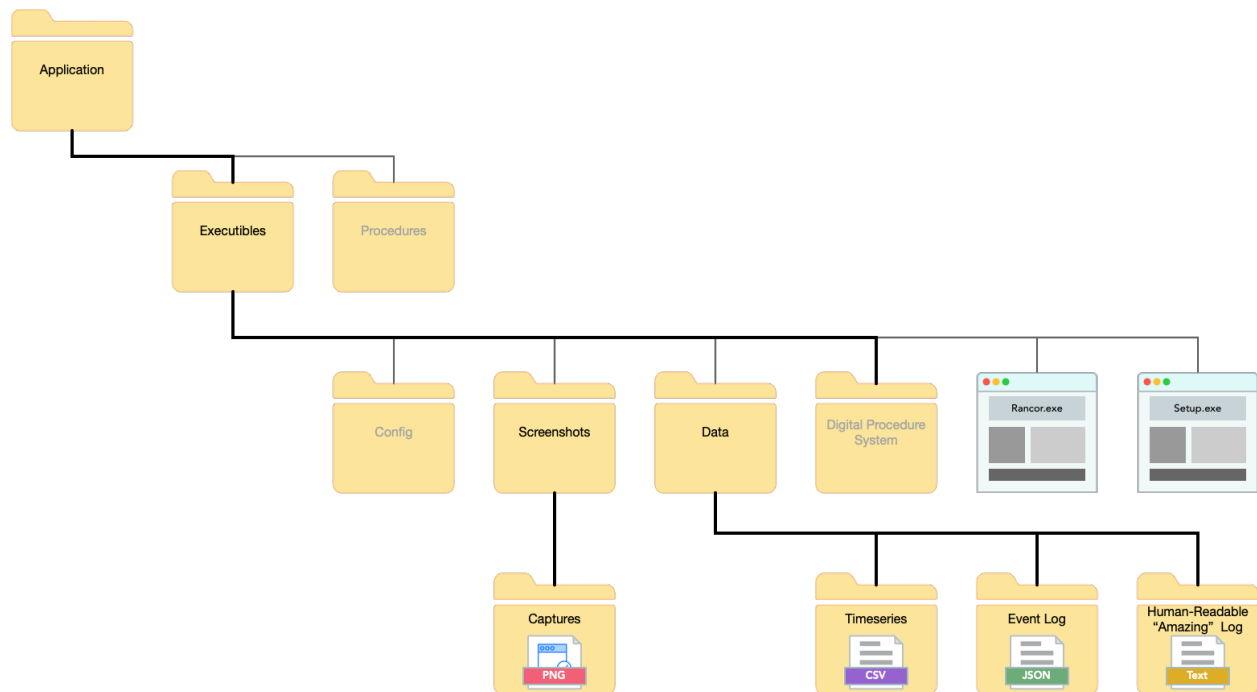 Application
Executibles
Procedures
Config
Screenshots
Data
Digital Procedure
System
Rancor.exe
Setup.exe
Captures
PNG
Timeseries
CSV
Event Log
JSON
Human-Readable
“Amazing” Log
Text